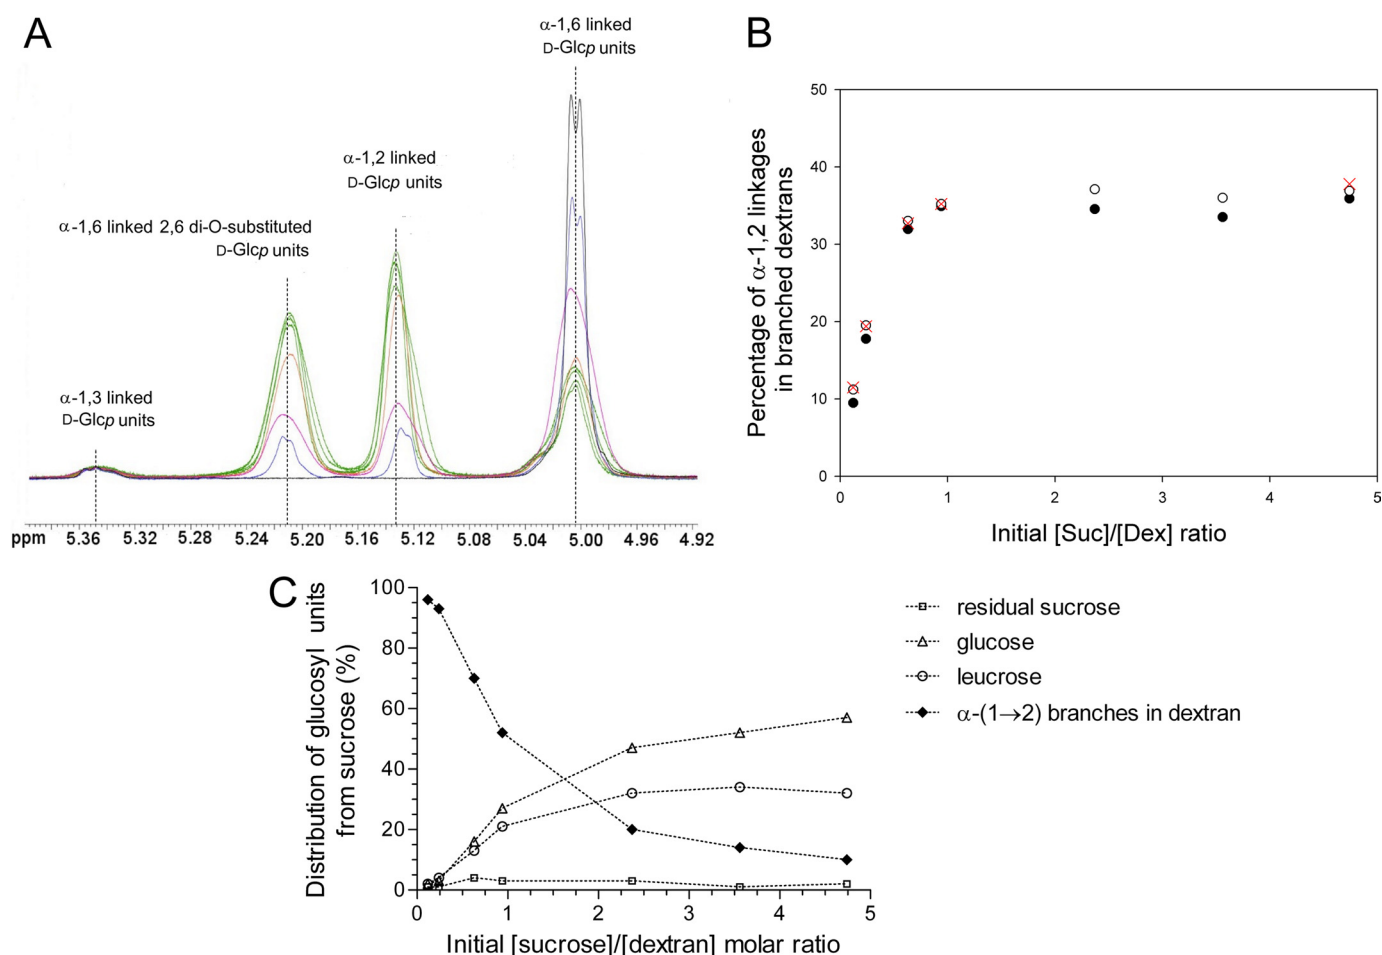 A
α-1,6 linked
D-Glcp units
α-1,2 linked
D-Glcp units
α-1,6 linked 2,6 di-O-substituted
D-Glcp units
α-1,3 linked
D-Glcp units
ppm 5.36 5.32 5.28 5.24 5.20 5.16 5.12 5.08 5.04 5.00 4.96 4.92
B
Percentage of α-1,2 linkages
in branched dextrans
50
40
30
20
10
0
0 1 2 3 4 5
Initial [Suc]/[Dex] ratio
C
Distribution of glucosyl units
from sucrose (%)
100
80
60
40
20
0
0 1 2 3 4 5
Initial [sucrose]/[dextran] molar ratio
residual sucrose
glucose
leucrose
α-(1→2) branches in dextran